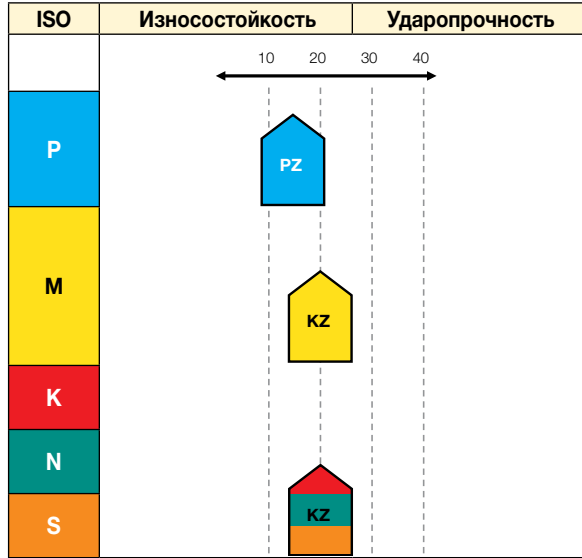 ISO Износостойкость Ударопрочность
10 20 30 40
P
PZ
M
KZ
K
N
KZ
S